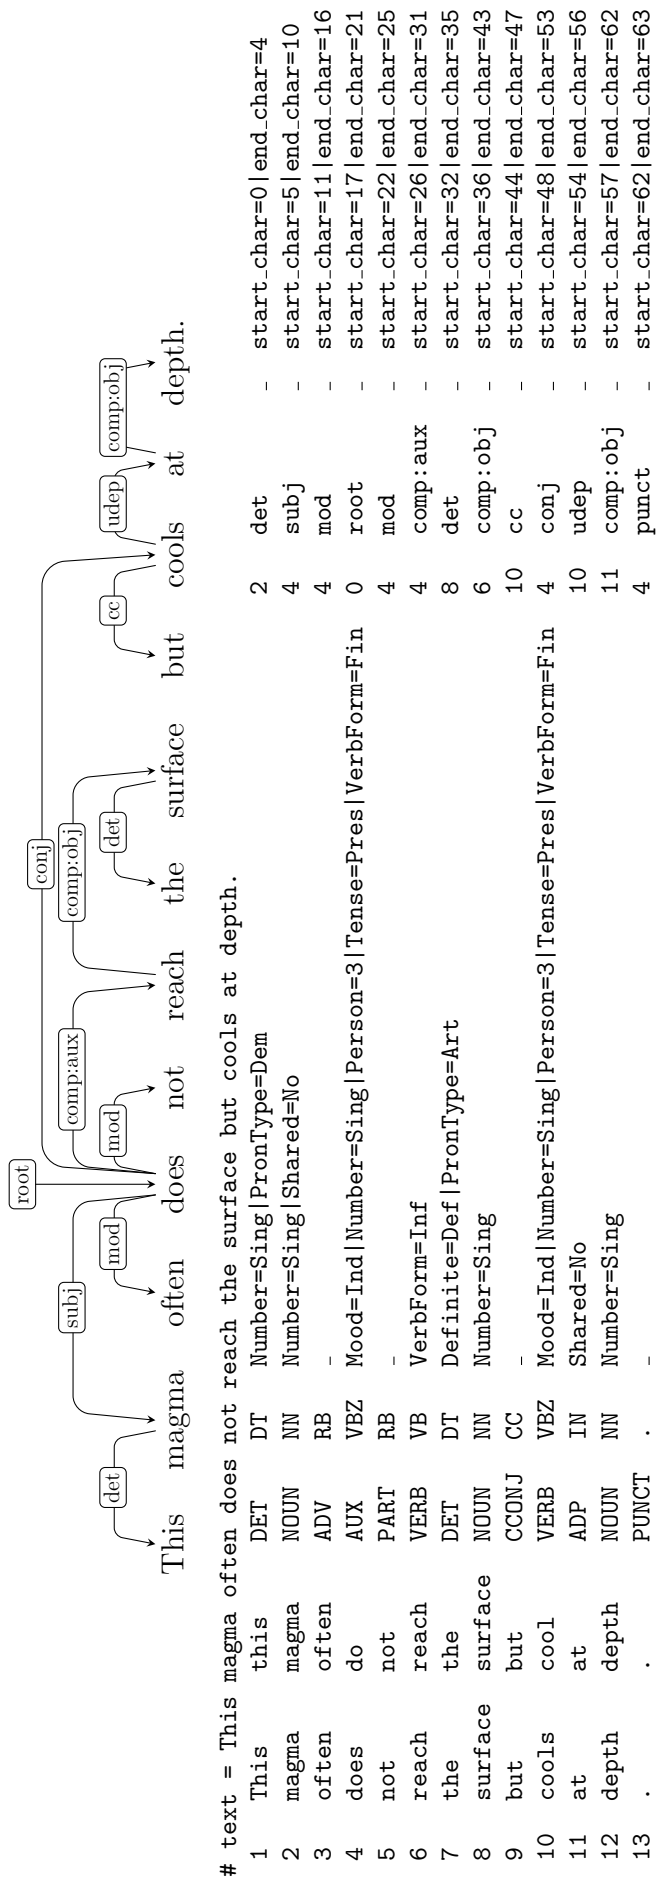 root
conj
subj comp:aux comp:obj
det mod mod det cc udep comp:obj
This magma often does not reach the surface but cools at depth.
# text = This magma often does not reach the surface but cools at depth.
1 This this DET DT Number=Sing|PronType=Dem 2 det _ start_char=0|end_char=4
2 magma magma NOUN NN Number=Sing|Shared=No 4 subj _ start_char=5|end_char=10
3 often often ADV RB _ 4 mod _ start_char=11|end_char=16
4 does do AUX VBZ Mood=Ind|Number=Sing|Person=3|Tense=Pres|VerbForm=Fin 0 root _ start_char=17|end_char=21
5 not not PART RB _ 4 mod _ start_char=22|end_char=25
6 reach reach VERB VB VerbForm=Inf 4 comp:aux _ start_char=26|end_char=31
7 the the DET DT Definite=Def|PronType=Art 8 det _ start_char=32|end_char=35
8 surface surface NOUN NN Number=Sing 6 comp:obj _ start_char=36|end_char=43
9 but but CCONJ CC _ 10 cc _ start_char=44|end_char=47
10 cools cool VERB VBZ Mood=Ind|Number=Sing|Person=3|Tense=Pres|VerbForm=Fin 4 conj _ start_char=48|end_char=53
11 at at ADP IN Shared=No 10 udep _ start_char=54|end_char=56
12 depth depth NOUN NN Number=Sing 11 comp:obj _ start_char=57|end_char=62
13 . . PUNCT . _ 4 punct _ start_char=62|end_char=63